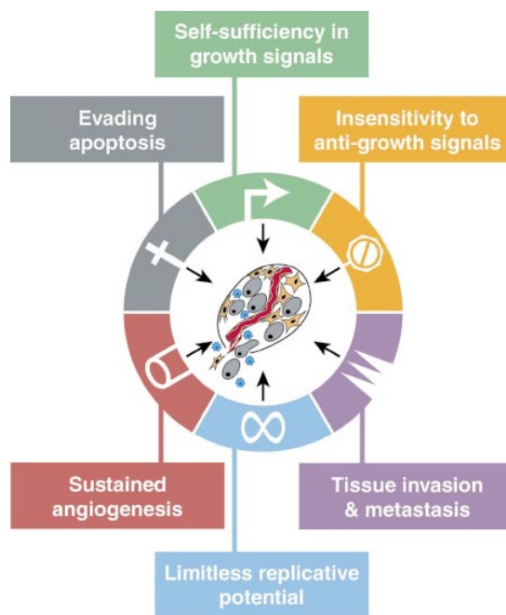 Self-sufficiency in
growth signals
Evading
apoptosis
Insensitivity to
anti-growth signals
Sustained
angiogenesis
Tissue invasion
& metastasis
Limitless replicative
potential